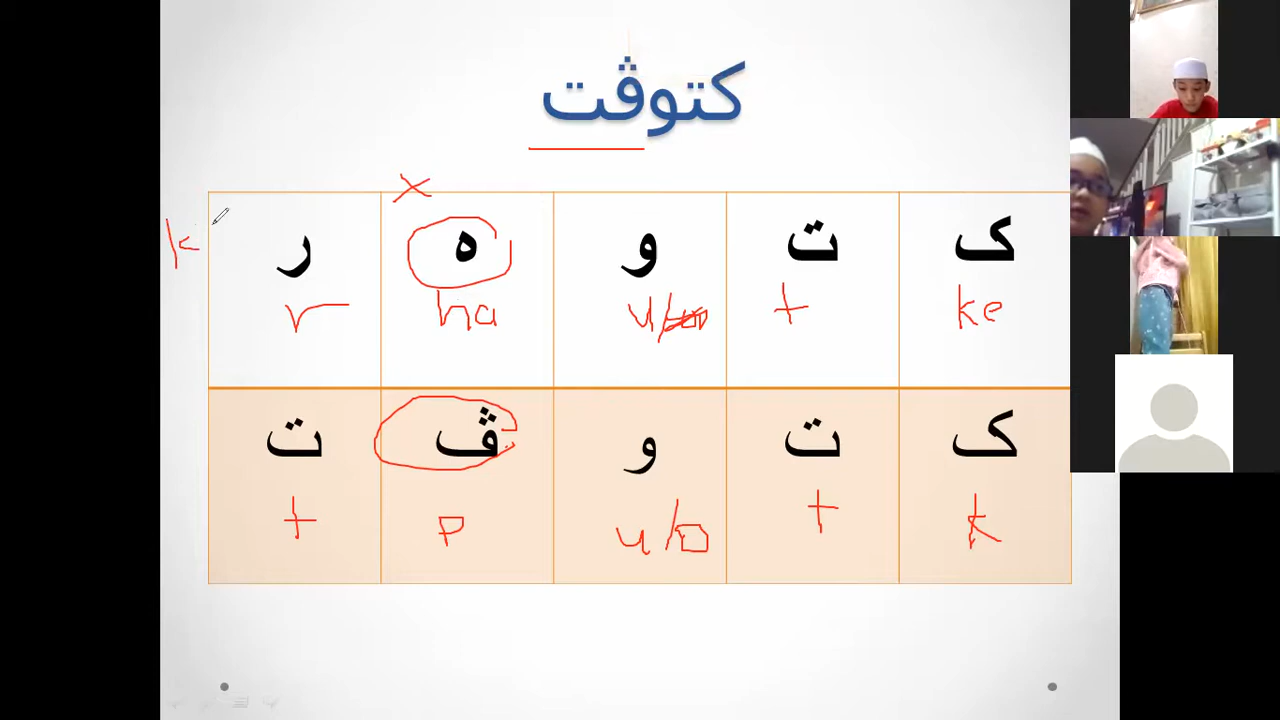 كتوڤت
x
ک ت و ه ر
ke t u/ ha r k
ک ت و ڤ ت
k t u/o p t